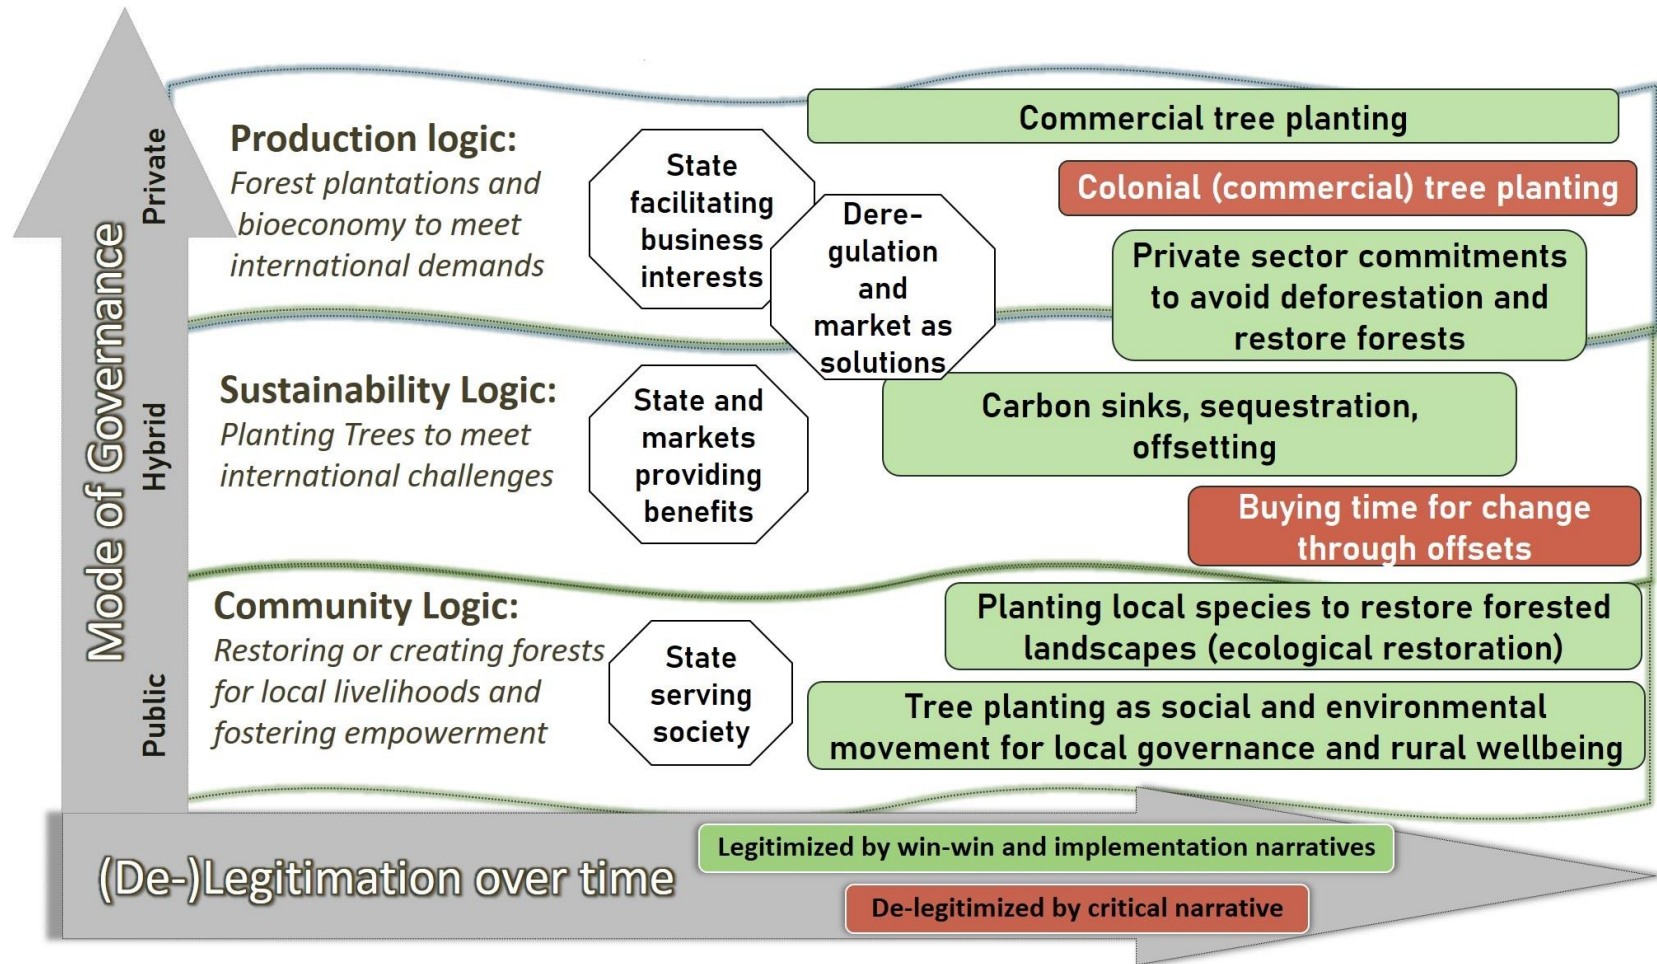 Mode of Governance
Private
Hybrid
Public
Production logic:
Forest plantations and
bioeconomy to meet
international demands
State
facilitating
business
interests
Dere-
gulation
and
market as
solutions
Commercial tree planting
Colonial (commercial) tree planting
Private sector commitments
to avoid deforestation and
restore forests
Sustainability Logic:
Planting Trees to meet
international challenges
State and
markets
providing
benefits
Carbon sinks, sequestration,
offsetting
Buying time for change
through offsets
Community Logic:
Restoring or creating forests
for local livelihoods and
fostering empowerment
State
serving
society
Planting local species to restore forested
landscapes (ecological restoration)
Tree planting as social and environmental
movement for local governance and rural wellbeing
(De-)Legitimation over time
Legitimized by win-win and implementation narratives
De-legitimized by critical narrative